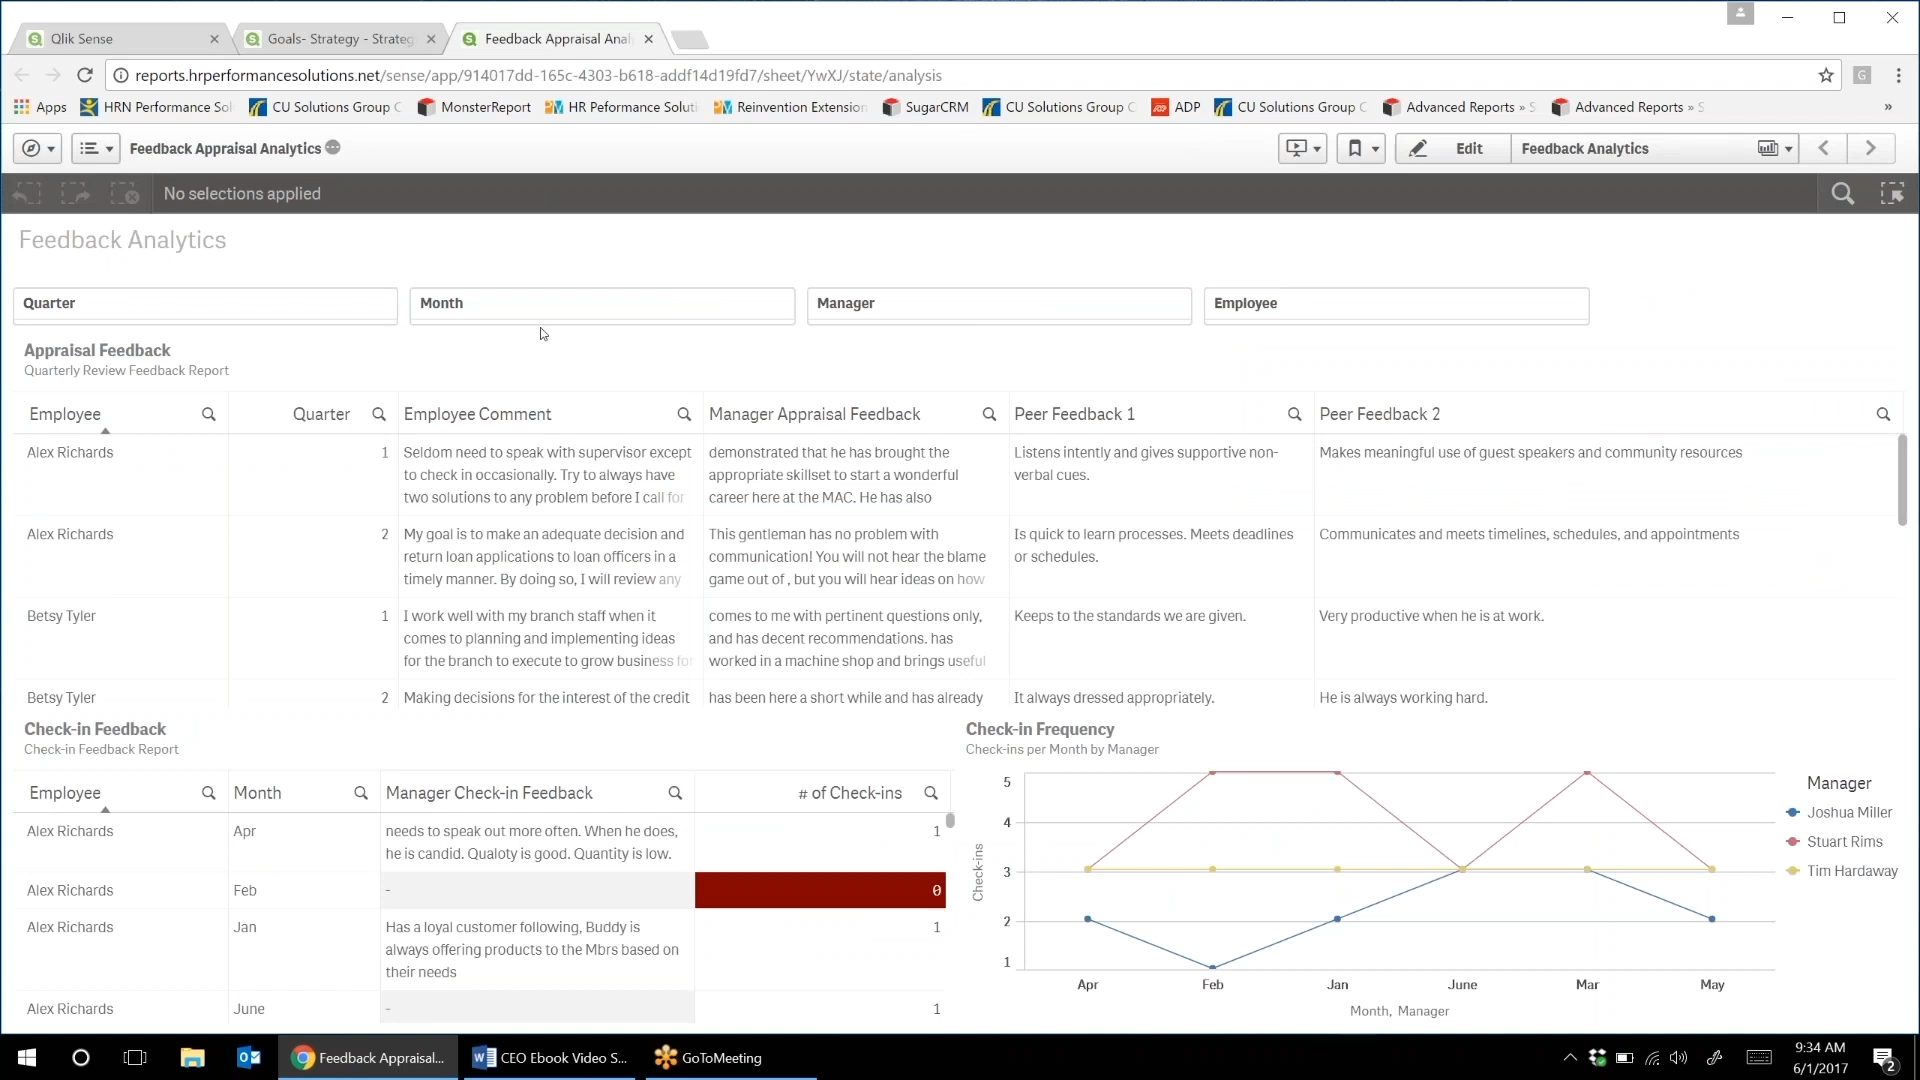 Qlik Sense
Goals- Strategy - Strateg
Feedback Appraisal Anal
reports.hrperformancesolutions.net/sense/app/914017dd-165c-4303-b618-addf14d19fd7/sheet/YwXJ/state/analysis
Apps
HRN Performance Sol
CU Solutions Group C
MonsterReport
HR Peformance Soluti
Reinvention Extension
SugarCRM
CU Solutions Group C
ADP
CU Solutions Group C
Advanced Reports » S
Advanced Reports » S
»
Feedback Appraisal Analytics
Edit
Feedback Analytics
No selections applied
Feedback Analytics
Quarter
Month
Manager
Employee
Appraisal Feedback
Quarterly Review Feedback Report
Employee
Quarter
Employee Comment
Manager Appraisal Feedback
Peer Feedback 1
Peer Feedback 2
Alex Richards
1
Seldom need to speak with supervisor except
to check in occasionally. Try to always have
two solutions to any problem before I call for
demonstrated that he has brought the
appropriate skillset to start a wonderful
career here at the MAC. He has also
Listens intently and gives supportive non-
verbal cues.
Makes meaningful use of guest speakers and community resources
Alex Richards
2
My goal is to make an adequate decision and
return loan applications to loan officers in a
timely manner. By doing so, I will review any
This gentleman has no problem with
communication! You will not hear the blame
game out of , but you will hear ideas on how
Is quick to learn processes. Meets deadlines
or schedules.
Communicates and meets timelines, schedules, and appointments
Betsy Tyler
1
I work well with my branch staff when it
comes to planning and implementing ideas
for the branch to execute to grow business for
comes to me with pertinent questions only,
and has decent recommendations. has
worked in a machine shop and brings useful
Keeps to the standards we are given.
Very productive when he is at work.
Betsy Tyler
2
Making decisions for the interest of the credit
has been here a short while and has already
It always dressed appropriately.
He is always working hard.
Check-in Feedback
Check-in Feedback Report
Employee
Month
Manager Check-in Feedback
# of Check-ins
Alex Richards
Apr
needs to speak out more often. When he does,
he is candid. Qualoty is good. Quantity is low.
1
Alex Richards
Feb
-
0
Alex Richards
Jan
Has a loyal customer following, Buddy is
always offering products to the Mbrs based on
their needs
1
Alex Richards
June
-
1
Check-in Frequency
Check-ins per Month by Manager
5
4
3
2
1
Check-ins
Apr
Feb
Jan
June
Mar
May
Month, Manager
Manager
Joshua Miller
Stuart Rims
Tim Hardaway
Feedback Appraisal...
CEO Ebook Video S...
GoToMeeting
9:34 AM
6/1/2017
2